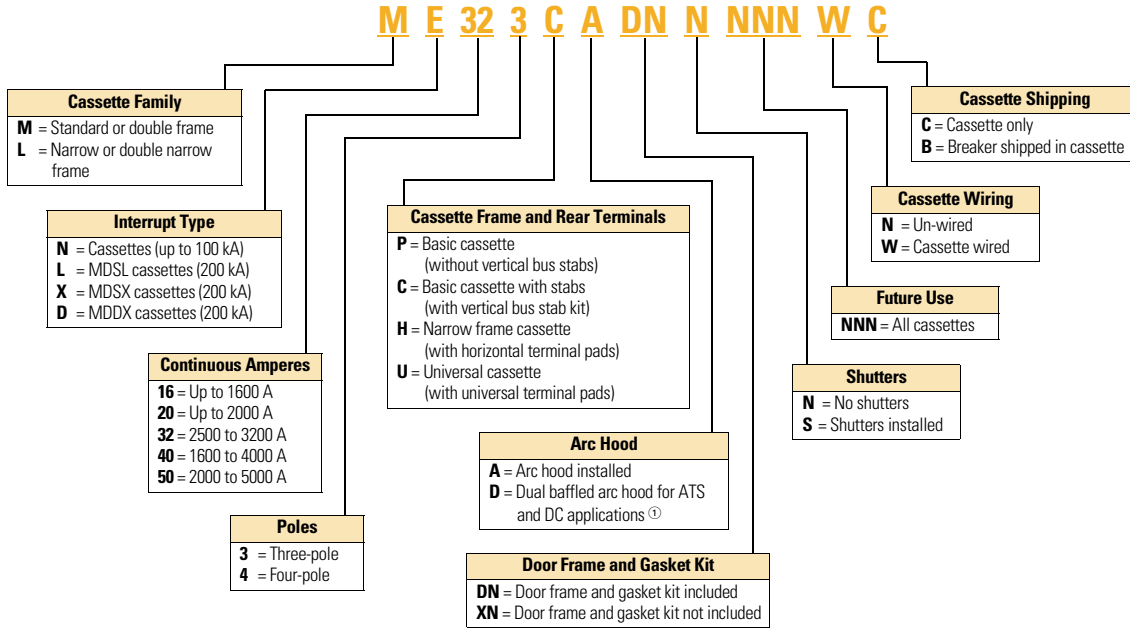 M E 32 3 C A DN N NNN W C
Cassette Family
M = Standard or double frame
L = Narrow or double narrow
frame
Interrupt Type
N = Cassettes (up to 100 kA)
L = MDSL cassettes (200 kA)
X = MDSX cassettes (200 kA)
D = MDDX cassettes (200 kA)
Continuous Amperes
16 = Up to 1600 A
20 = Up to 2000 A
32 = 2500 to 3200 A
40 = 1600 to 4000 A
50 = 2000 to 5000 A
Poles
3 = Three-pole
4 = Four-pole
Cassette Frame and Rear Terminals
P = Basic cassette
(without vertical bus stabs)
C = Basic cassette with stabs
(with vertical bus stab kit)
H = Narrow frame cassette
(with horizontal terminal pads)
U = Universal cassette
(with universal terminal pads)
Arc Hood
A = Arc hood installed
D = Dual baffled arc hood for ATS
and DC applications ①
Door Frame and Gasket Kit
DN = Door frame and gasket kit included
XN = Door frame and gasket kit not included
Shutters
N = No shutters
S = Shutters installed
Future Use
NNN = All cassettes
Cassette Wiring
N = Un-wired
W = Cassette wired
Cassette Shipping
C = Cassette only
B = Breaker shipped in cassette